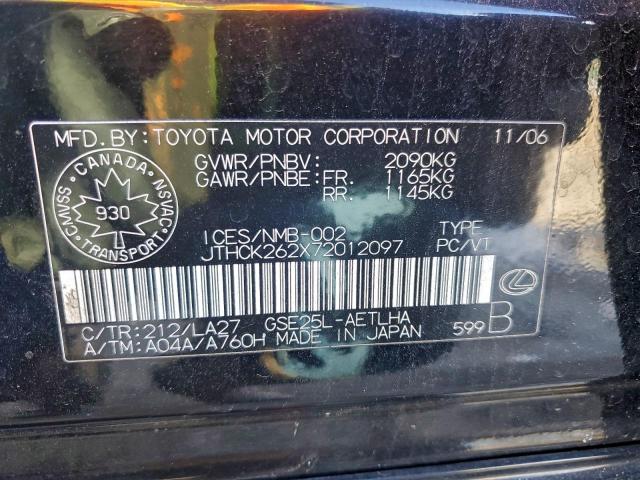 MFD. BY: TOYOTA MOTOR CORPORATION 11/06
GVWR/PNBV: 2090KG
GAWR/PNBE: FR. 1165KG
RR. 1145KG
CANADA
CMVSS NSVAC
930
TRANSPORT
ICES/NMB-002 TYPE
JTHCK262X72012097 PC/VT
C/TR: 212/LA27 GSE25L-AETLHA
A/TM: A04A/A760H MADE IN JAPAN 599 B